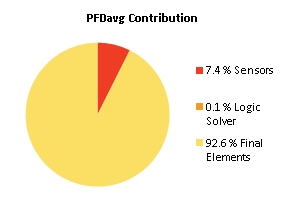 PFDavg Contribution
7.4 % Sensors
0.1 % Logic
Solver
92.6 % Final
Elements